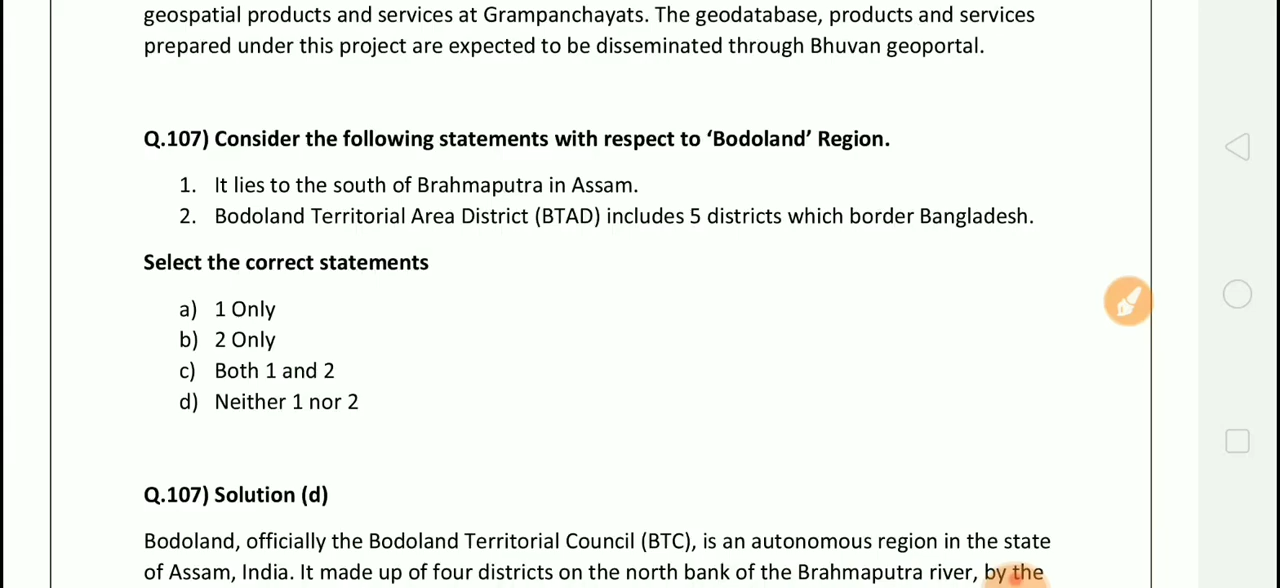 geospatial products and services at Grampanchayats. The geodatabase, products and services
prepared under this project are expected to be disseminated through Bhuvan geoportal.
Q.107) Consider the following statements with respect to ‘Bodoland’ Region.
1. It lies to the south of Brahmaputra in Assam.
2. Bodoland Territorial Area District (BTAD) includes 5 districts which border Bangladesh.
Select the correct statements
a) 1 Only
b) 2 Only
c) Both 1 and 2
d) Neither 1 nor 2
Q.107) Solution (d)
Bodoland, officially the Bodoland Territorial Council (BTC), is an autonomous region in the state
of Assam, India. It made up of four districts on the north bank of the Brahmaputra river, by the